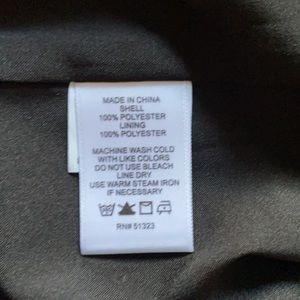 MADE IN CHINA
SHELL
100% POLYESTER
LINING
100% POLYESTER
MACHINE WASH COLD
WITH LIKE COLORS
DO NOT USE BLEACH
LINE DRY
USE WARM STEAM IRON
IF NECESSARY
RN# 51323